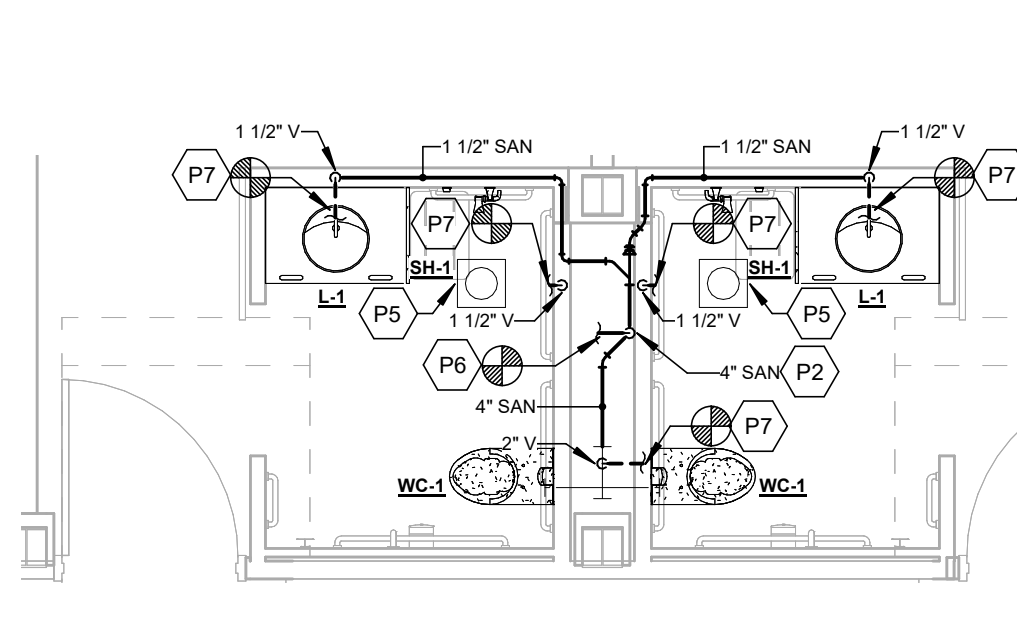 1 1/2" V
1 1/2" SAN
1 1/2" SAN
1 1/2" V
P7
P7
P7
P7
SH-1
SH-1
L-1
L-1
P5
1 1/2" V
1 1/2" V
P5
P6
4" SAN
P2
4" SAN
P7
2" V
WC-1
WC-1